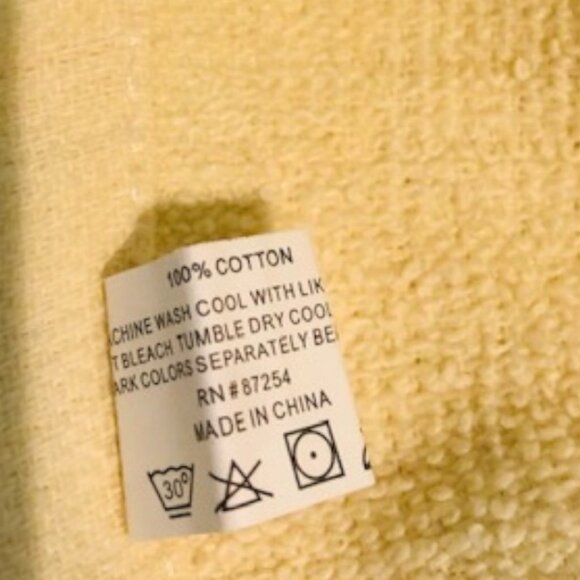 100% COTTON
CHINE WASH COOL WITH LIK
T BLEACH TUMBLE DRY COOL
ARK COLORS SEPARATELY BE
RN # 87254
MADE IN CHINA
30°